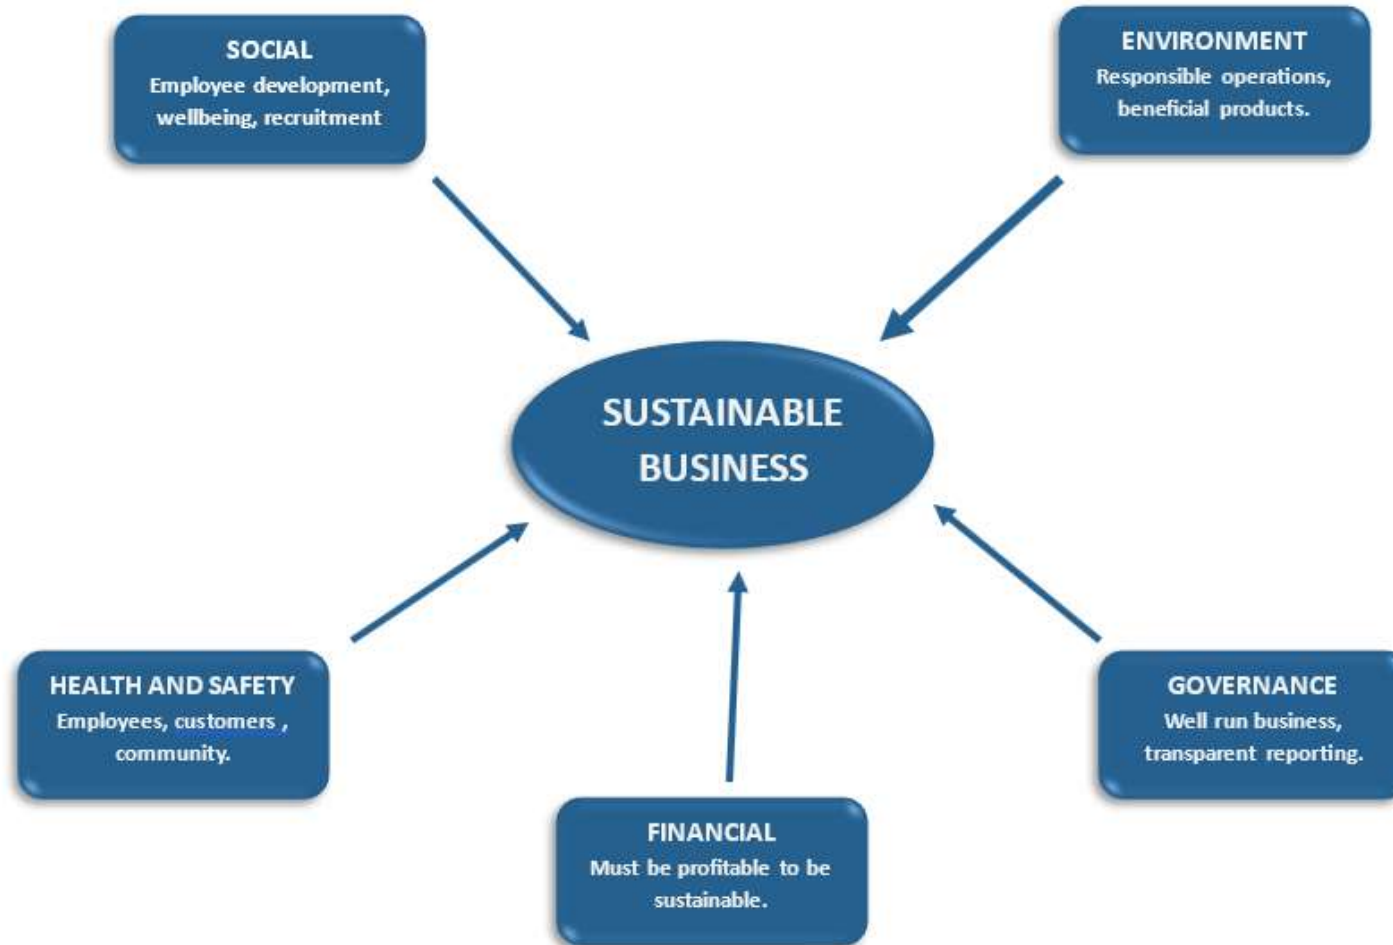 SOCIAL
Employee development,
wellbeing, recruitment
ENVIRONMENT
Responsible operations,
beneficial products.
SUSTAINABLE
BUSINESS
HEALTH AND SAFETY
Employees, customers ,
community.
GOVERNANCE
Well run business,
transparent reporting.
FINANCIAL
Must be profitable to be
sustainable.